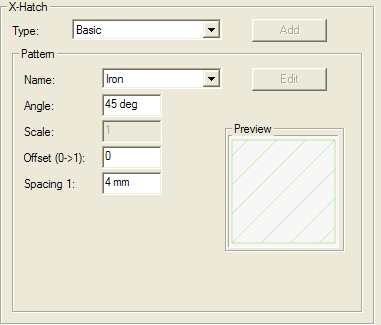 X-Hatch
Type: Basic Add
Pattern
Name: Iron Edit
Angle: 45 deg
Scale: 1
Preview
Offset (0->1): 0
Spacing 1: 4 mm